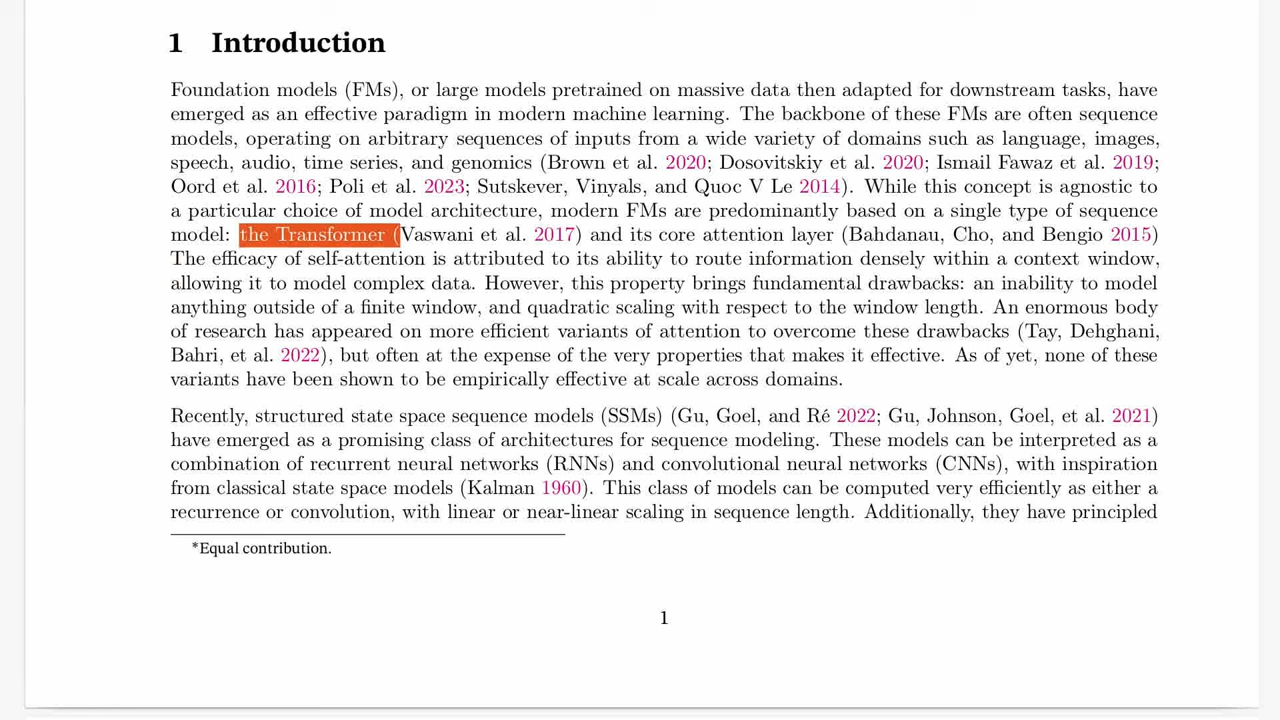 1 Introduction
Foundation models (FMs), or large models pretrained on massive data then adapted for downstream tasks, have
emerged as an effective paradigm in modern machine learning. The backbone of these FMs are often sequence
models, operating on arbitrary sequences of inputs from a wide variety of domains such as language, images,
speech, audio, time series, and genomics (Brown et al. 2020; Dosovitskiy et al. 2020; Ismail Fawaz et al. 2019;
Oord et al. 2016; Poli et al. 2023; Sutskever, Vinyals, and Quoc V Le 2014). While this concept is agnostic to
a particular choice of model architecture, modern FMs are predominantly based on a single type of sequence
model: the Transformer (Vaswani et al. 2017) and its core attention layer (Bahdanau, Cho, and Bengio 2015)
The efficacy of self-attention is attributed to its ability to route information densely within a context window,
allowing it to model complex data. However, this property brings fundamental drawbacks: an inability to model
anything outside of a finite window, and quadratic scaling with respect to the window length. An enormous body
of research has appeared on more efficient variants of attention to overcome these drawbacks (Tay, Dehghani,
Bahri, et al. 2022), but often at the expense of the very properties that makes it effective. As of yet, none of these
variants have been shown to be empirically effective at scale across domains.
Recently, structured state space sequence models (SSMs) (Gu, Goel, and Ré 2022; Gu, Johnson, Goel, et al. 2021)
have emerged as a promising class of architectures for sequence modeling. These models can be interpreted as a
combination of recurrent neural networks (RNNs) and convolutional neural networks (CNNs), with inspiration
from classical state space models (Kalman 1960). This class of models can be computed very efficiently as either a
recurrence or convolution, with linear or near-linear scaling in sequence length. Additionally, they have principled
*Equal contribution.
1